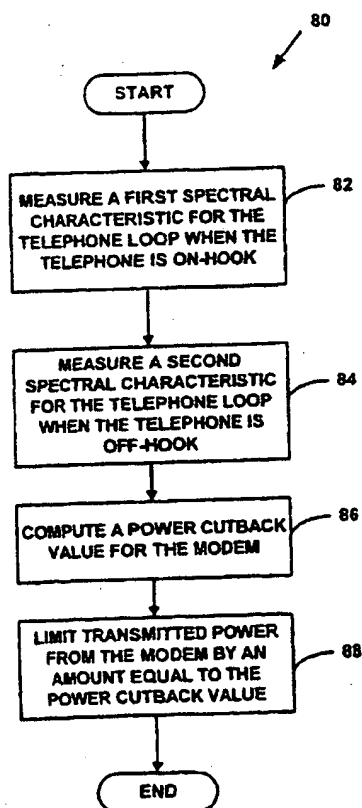 80
START
MEASURE A FIRST SPECTRAL
CHARACTERISTIC FOR THE
TELEPHONE LOOP WHEN THE
TELEPHONE IS ON-HOOK
82
MEASURE A SECOND
SPECTRAL CHARACTERISTIC
FOR THE TELEPHONE LOOP
WHEN THE TELEPHONE IS
OFF-HOOK
84
COMPUTE A POWER CUTBACK
VALUE FOR THE MODEM
86
LIMIT TRANSMITTED POWER
FROM THE MODEM BY AN
AMOUNT EQUAL TO THE
POWER CUTBACK VALUE
88
END